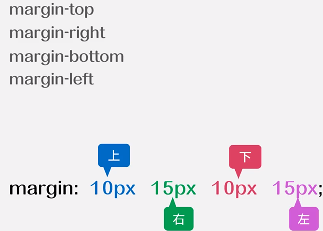 margin-top
margin-right
margin-bottom
margin-left
上 下
margin: 10px 15px 10px 15px;
右 左